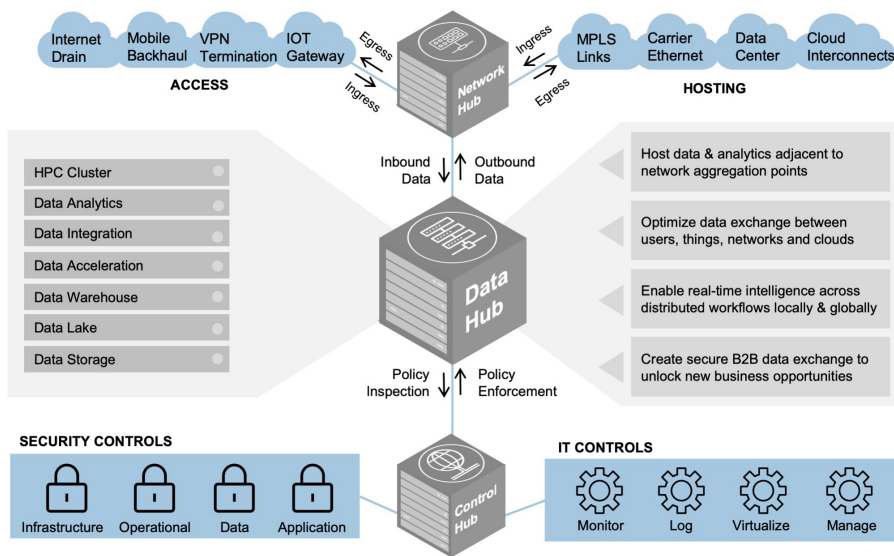 Internet
Drain
Mobile
Backhaul
VPN
Termination
IOT
Gateway
ACCESS
Egress
Ingress
Network
Hub
Ingress
Egress
MPLS
Links
Carrier
Ethernet
Data
Center
Cloud
Interconnects
HOSTING
Inbound
Data
Outbound
Data
HPC Cluster
Data Analytics
Data Integration
Data Acceleration
Data Warehouse
Data Lake
Data Storage
Data
Hub
Host data & analytics adjacent to
network aggregation points
Optimize data exchange between
users, things, networks and clouds
Enable real-time intelligence across
distributed workflows locally & globally
Create secure B2B data exchange to
unlock new business opportunities
Policy
Inspection
Policy
Enforcement
SECURITY CONTROLS
Infrastructure
Operational
Data
Application
Control
Hub
IT CONTROLS
Monitor
Log
Virtualize
Manage